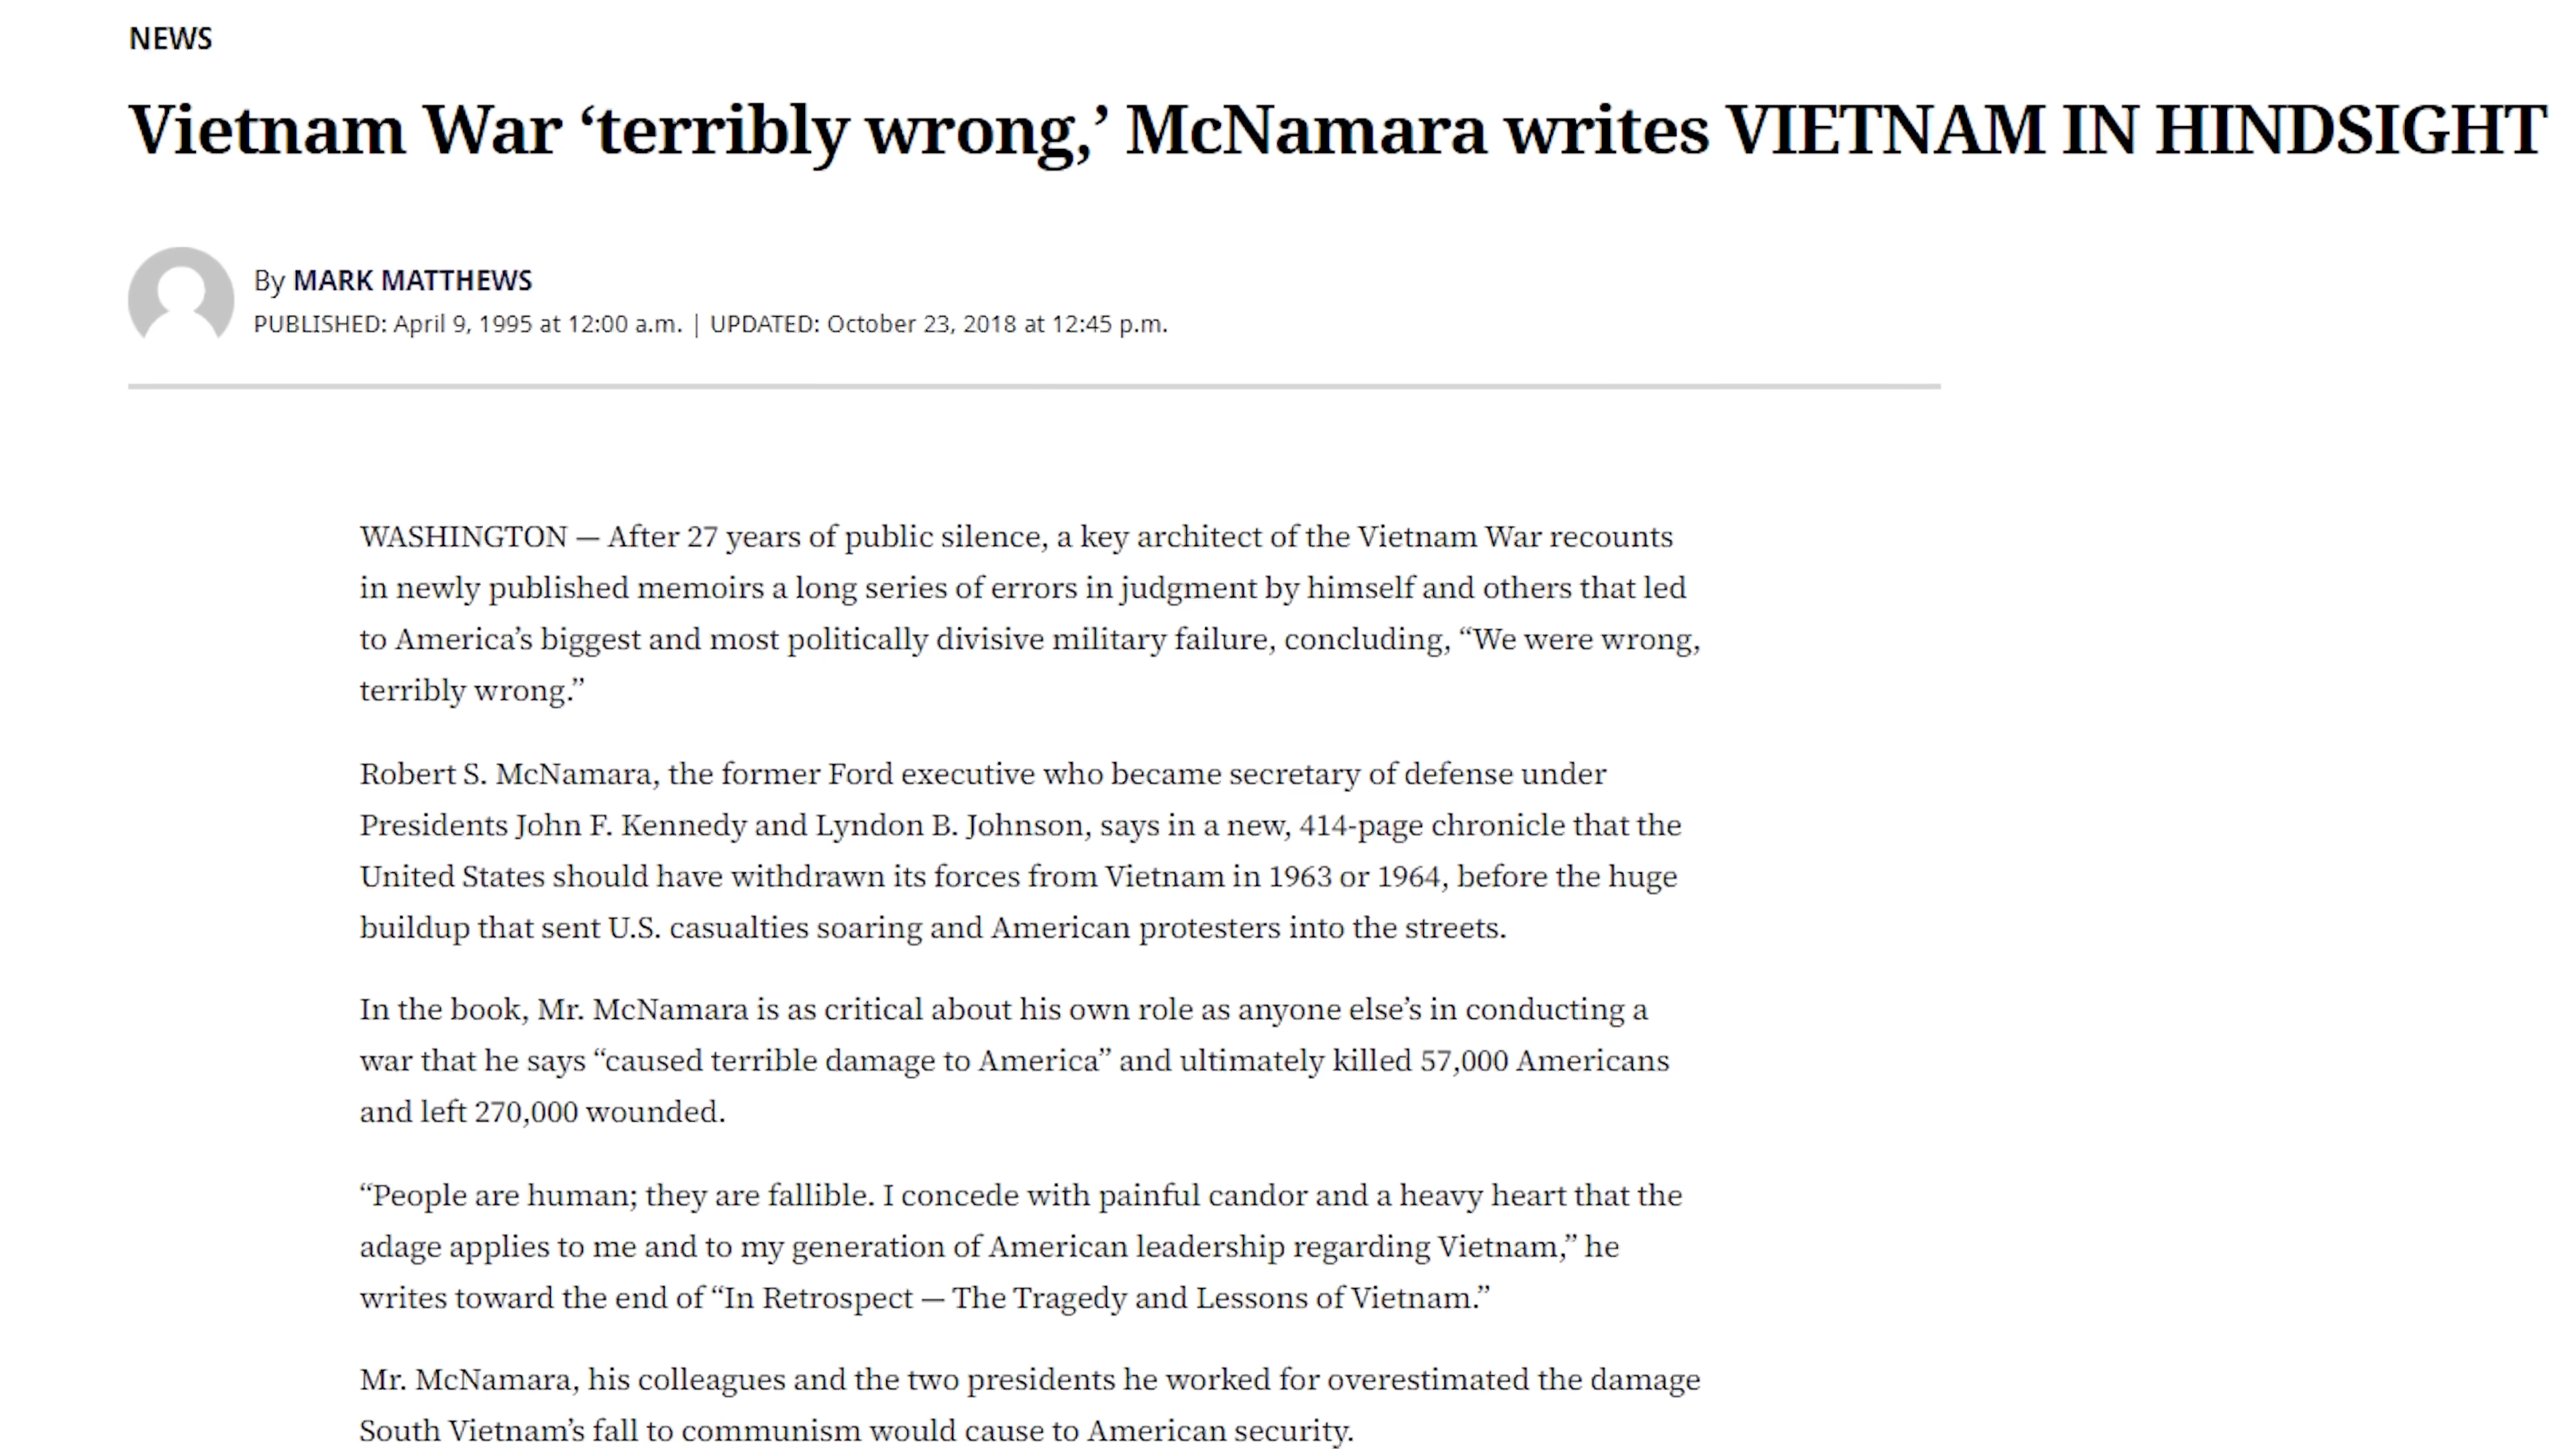 NEWS
Vietnam War ‘terribly wrong,’ McNamara writes VIETNAM IN HINDSIGHT
By MARK MATTHEWS
PUBLISHED: April 9, 1995 at 12:00 a.m. | UPDATED: October 23, 2018 at 12:45 p.m.
WASHINGTON — After 27 years of public silence, a key architect of the Vietnam War recounts
in newly published memoirs a long series of errors in judgment by himself and others that led
to America’s biggest and most politically divisive military failure, concluding, “We were wrong,
terribly wrong.”
Robert S. McNamara, the former Ford executive who became secretary of defense under
Presidents John F. Kennedy and Lyndon B. Johnson, says in a new, 414-page chronicle that the
United States should have withdrawn its forces from Vietnam in 1963 or 1964, before the huge
buildup that sent U.S. casualties soaring and American protesters into the streets.
In the book, Mr. McNamara is as critical about his own role as anyone else’s in conducting a
war that he says “caused terrible damage to America” and ultimately killed 57,000 Americans
and left 270,000 wounded.
“People are human; they are fallible. I concede with painful candor and a heavy heart that the
adage applies to me and to my generation of American leadership regarding Vietnam,” he
writes toward the end of “In Retrospect — The Tragedy and Lessons of Vietnam.”
Mr. McNamara, his colleagues and the two presidents he worked for overestimated the damage
South Vietnam’s fall to communism would cause to American security.